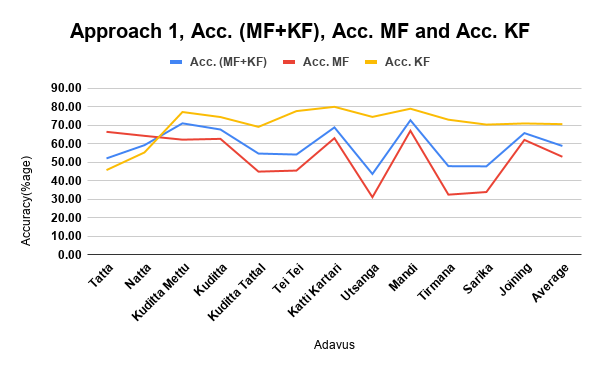 Approach 1, Acc. (MF+KF), Acc. MF and Acc. KF
Acc. (MF+KF) Acc. MF Acc. KF
90.00
80.00
70.00
60.00
50.00
40.00
30.00
20.00
10.00
0.00
Accuracy(%age)
Tatta
Natta
Kuditta Mettu
Kuditta
Kuditta Tattal
Tei Tei
Katti Kartari
Utsanga
Mandi
Tirmana
Sarika
Joining
Average
Adavus